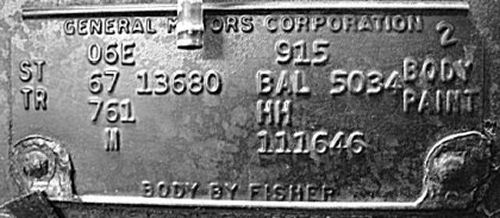 GENERAL MOTORS CORPORATION
06E 915 2
ST 67 13680 BAL 5034 BODY
TR 761 HH PAINT
M 111646
BODY BY FISHER